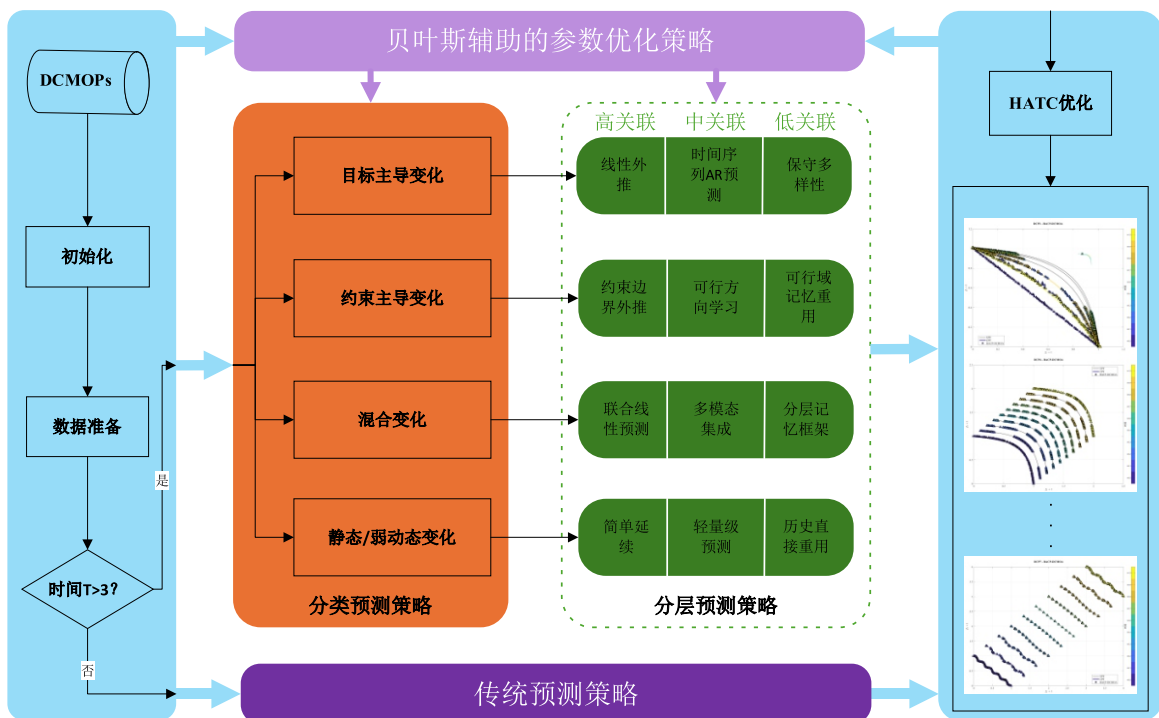 贝叶斯辅助的参数优化策略
DCMOPs
初始化
数据准备
时间T>3?
是
否
目标主导变化
约束主导变化
混合变化
静态/弱动态变化
分类预测策略
高关联
中关联
低关联
线性外
推
时间序
列AR预
测
保守多
样性
约束边
界外推
可行方
向学习
可行域
记忆重
用
联合线
性预测
多模态
集成
分层记
忆框架
简单延
续
轻量级
预测
历史直
接重用
分层预测策略
传统预测策略
HATC优化